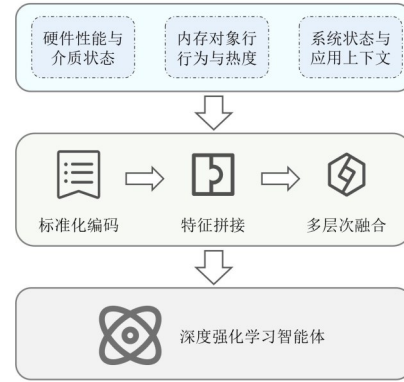 硬件性能与
介质状态
内存对象行
行为与热度
系统状态与
应用上下文
标准化编码
特征拼接
多层次融合
深度强化学习智能体